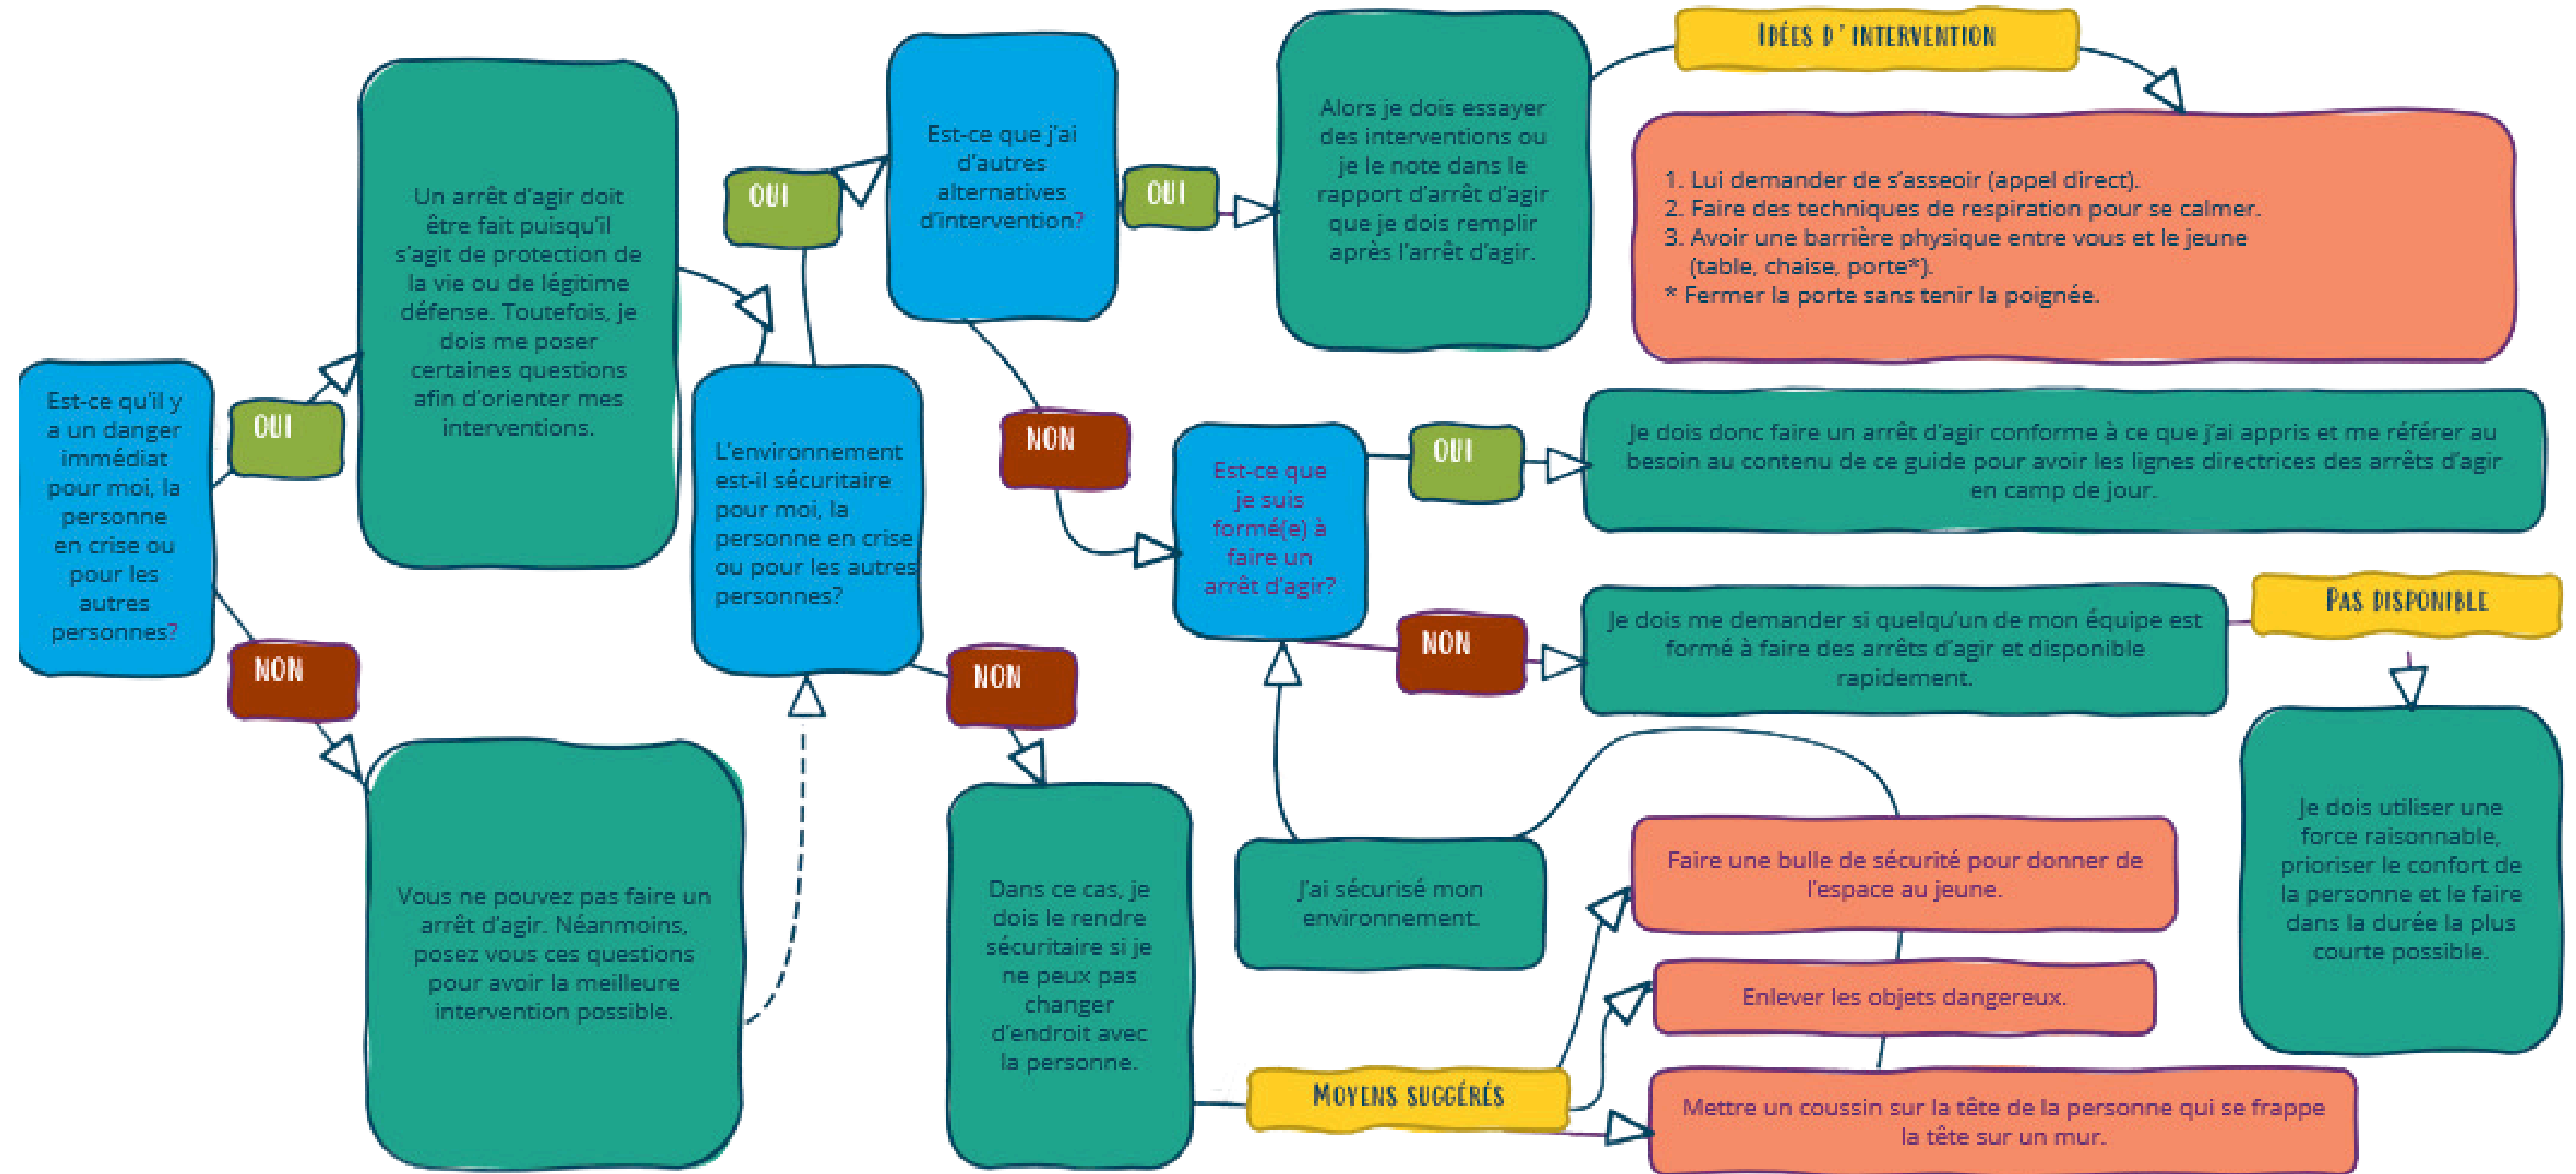 Est-ce qu'il y
a un danger
immédiat
pour moi, la
personne
en crise ou
pour les
autres
personnes?
OUI
Un arrêt d'agir doit
être fait puisqu'il
s'agit de protection de
la vie ou de légitime
défense. Toutefois, je
dois me poser
certaines questions
afin d'orienter mes
interventions.
NON
Vous ne pouvez pas faire un
arrêt d'agir. Néanmoins,
posez vous ces questions
pour avoir la meilleure
intervention possible.
L'environnement
est-il sécuritaire
pour moi, la
personne en crise
ou pour les autres
personnes?
OUI
Est-ce que j'ai
d'autres
alternatives
d'intervention?
OUI
Alors je dois essayer
des interventions ou
je le note dans le
rapport d'arrêt d'agir
que je dois remplir
après l'arrêt d'agir.
IDÉES D'INTERVENTION
1. Lui demander de s'asseoir (appel direct).
2. Faire des techniques de respiration pour se calmer.
3. Avoir une barrière physique entre vous et le jeune
(table, chaise, porte*).
* Fermer la porte sans tenir la poignée.
NON
Est-ce que
je suis
formé(e) à
faire un
arrêt d'agir?
OUI
Je dois donc faire un arrêt d'agir conforme à ce que j'ai appris et me référer au
besoin au contenu de ce guide pour avoir les lignes directrices des arrêts d'agir
en camp de jour.
NON
Je dois me demander si quelqu'un de mon équipe est
formé à faire des arrêts d'agir et disponible
rapidement.
PAS DISPONIBLE
Je dois utiliser une
force raisonnable,
prioriser le confort de
la personne et le faire
dans la durée la plus
courte possible.
NON
Dans ce cas, je
dois le rendre
sécuritaire si je
ne peux pas
changer
d'endroit avec
la personne.
MOYENS SUGGÉRÉS
Faire une bulle de sécurité pour donner de
l'espace au jeune.
Enlever les objets dangereux.
Mettre un coussin sur la tête de la personne qui se frappe
la tête sur un mur.
J'ai sécurisé mon
environnement.